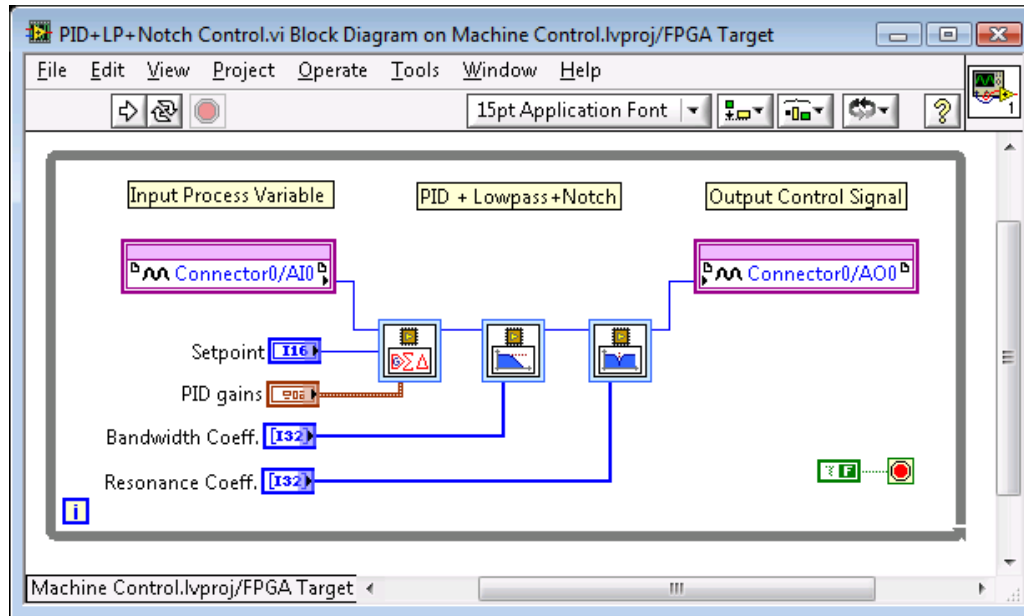 PID+LP+Notch Control.vi Block Diagram on Machine Control.lvproj/FPGA Target
File Edit View Project Operate Tools Window Help
15pt Application Font
1
Input Process Variable
PID + Lowpass+Notch
Output Control Signal
Connector0/AI0
Connector0/AO0
Setpoint I16
PID gains
Bandwidth Coeff. [I32]
Resonance Coeff. [I32]
F
i
Machine Control.lvproj/FPGA Target